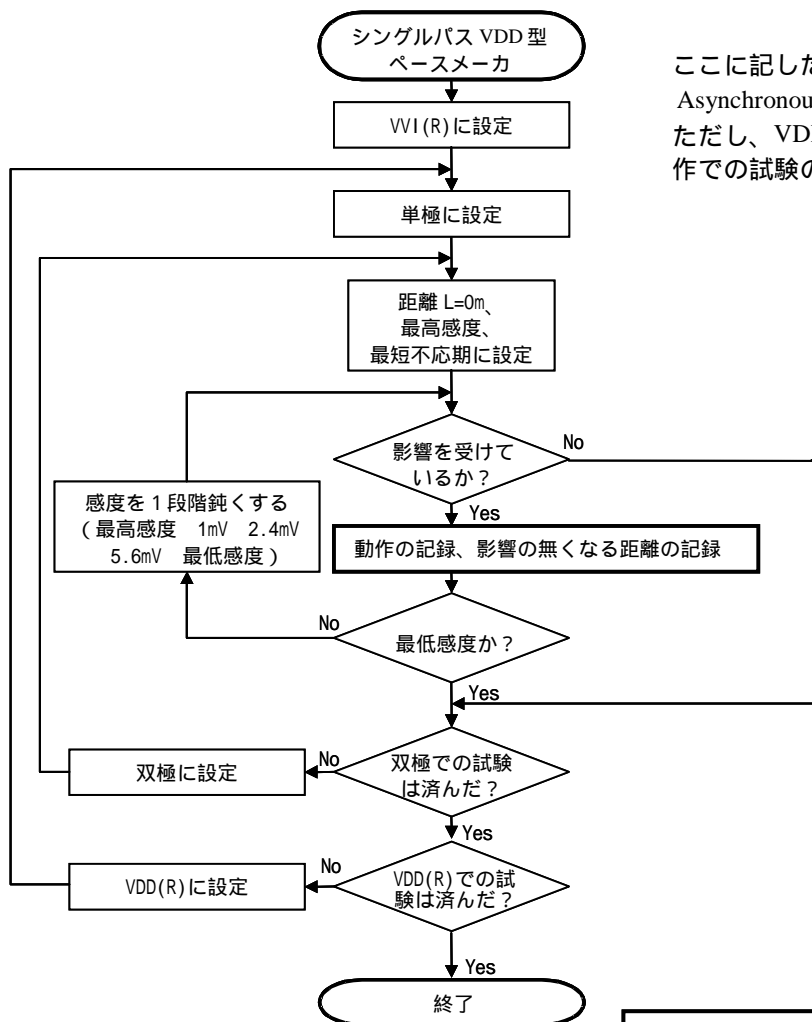 シングルパス VDD 型
ペースメーカ
ここに記した
Asynchronou
ただし、VD
作での試験の
VVI(R)に設定
単極に設定
距離 L=0m、
最高感度、
最短不応期に設定
影響を受けて
いるか？
No
Yes
感度を１段階鈍くする
（最高感度　1mV　2.4mV
5.6mV　最低感度）
動作の記録、影響の無くなる距離の記録
No
最低感度か？
Yes
双極に設定
No
双極での試験
は済んだ？
Yes
VDD(R)に設定
No
VDD(R)での試
験は済んだ？
Yes
終了